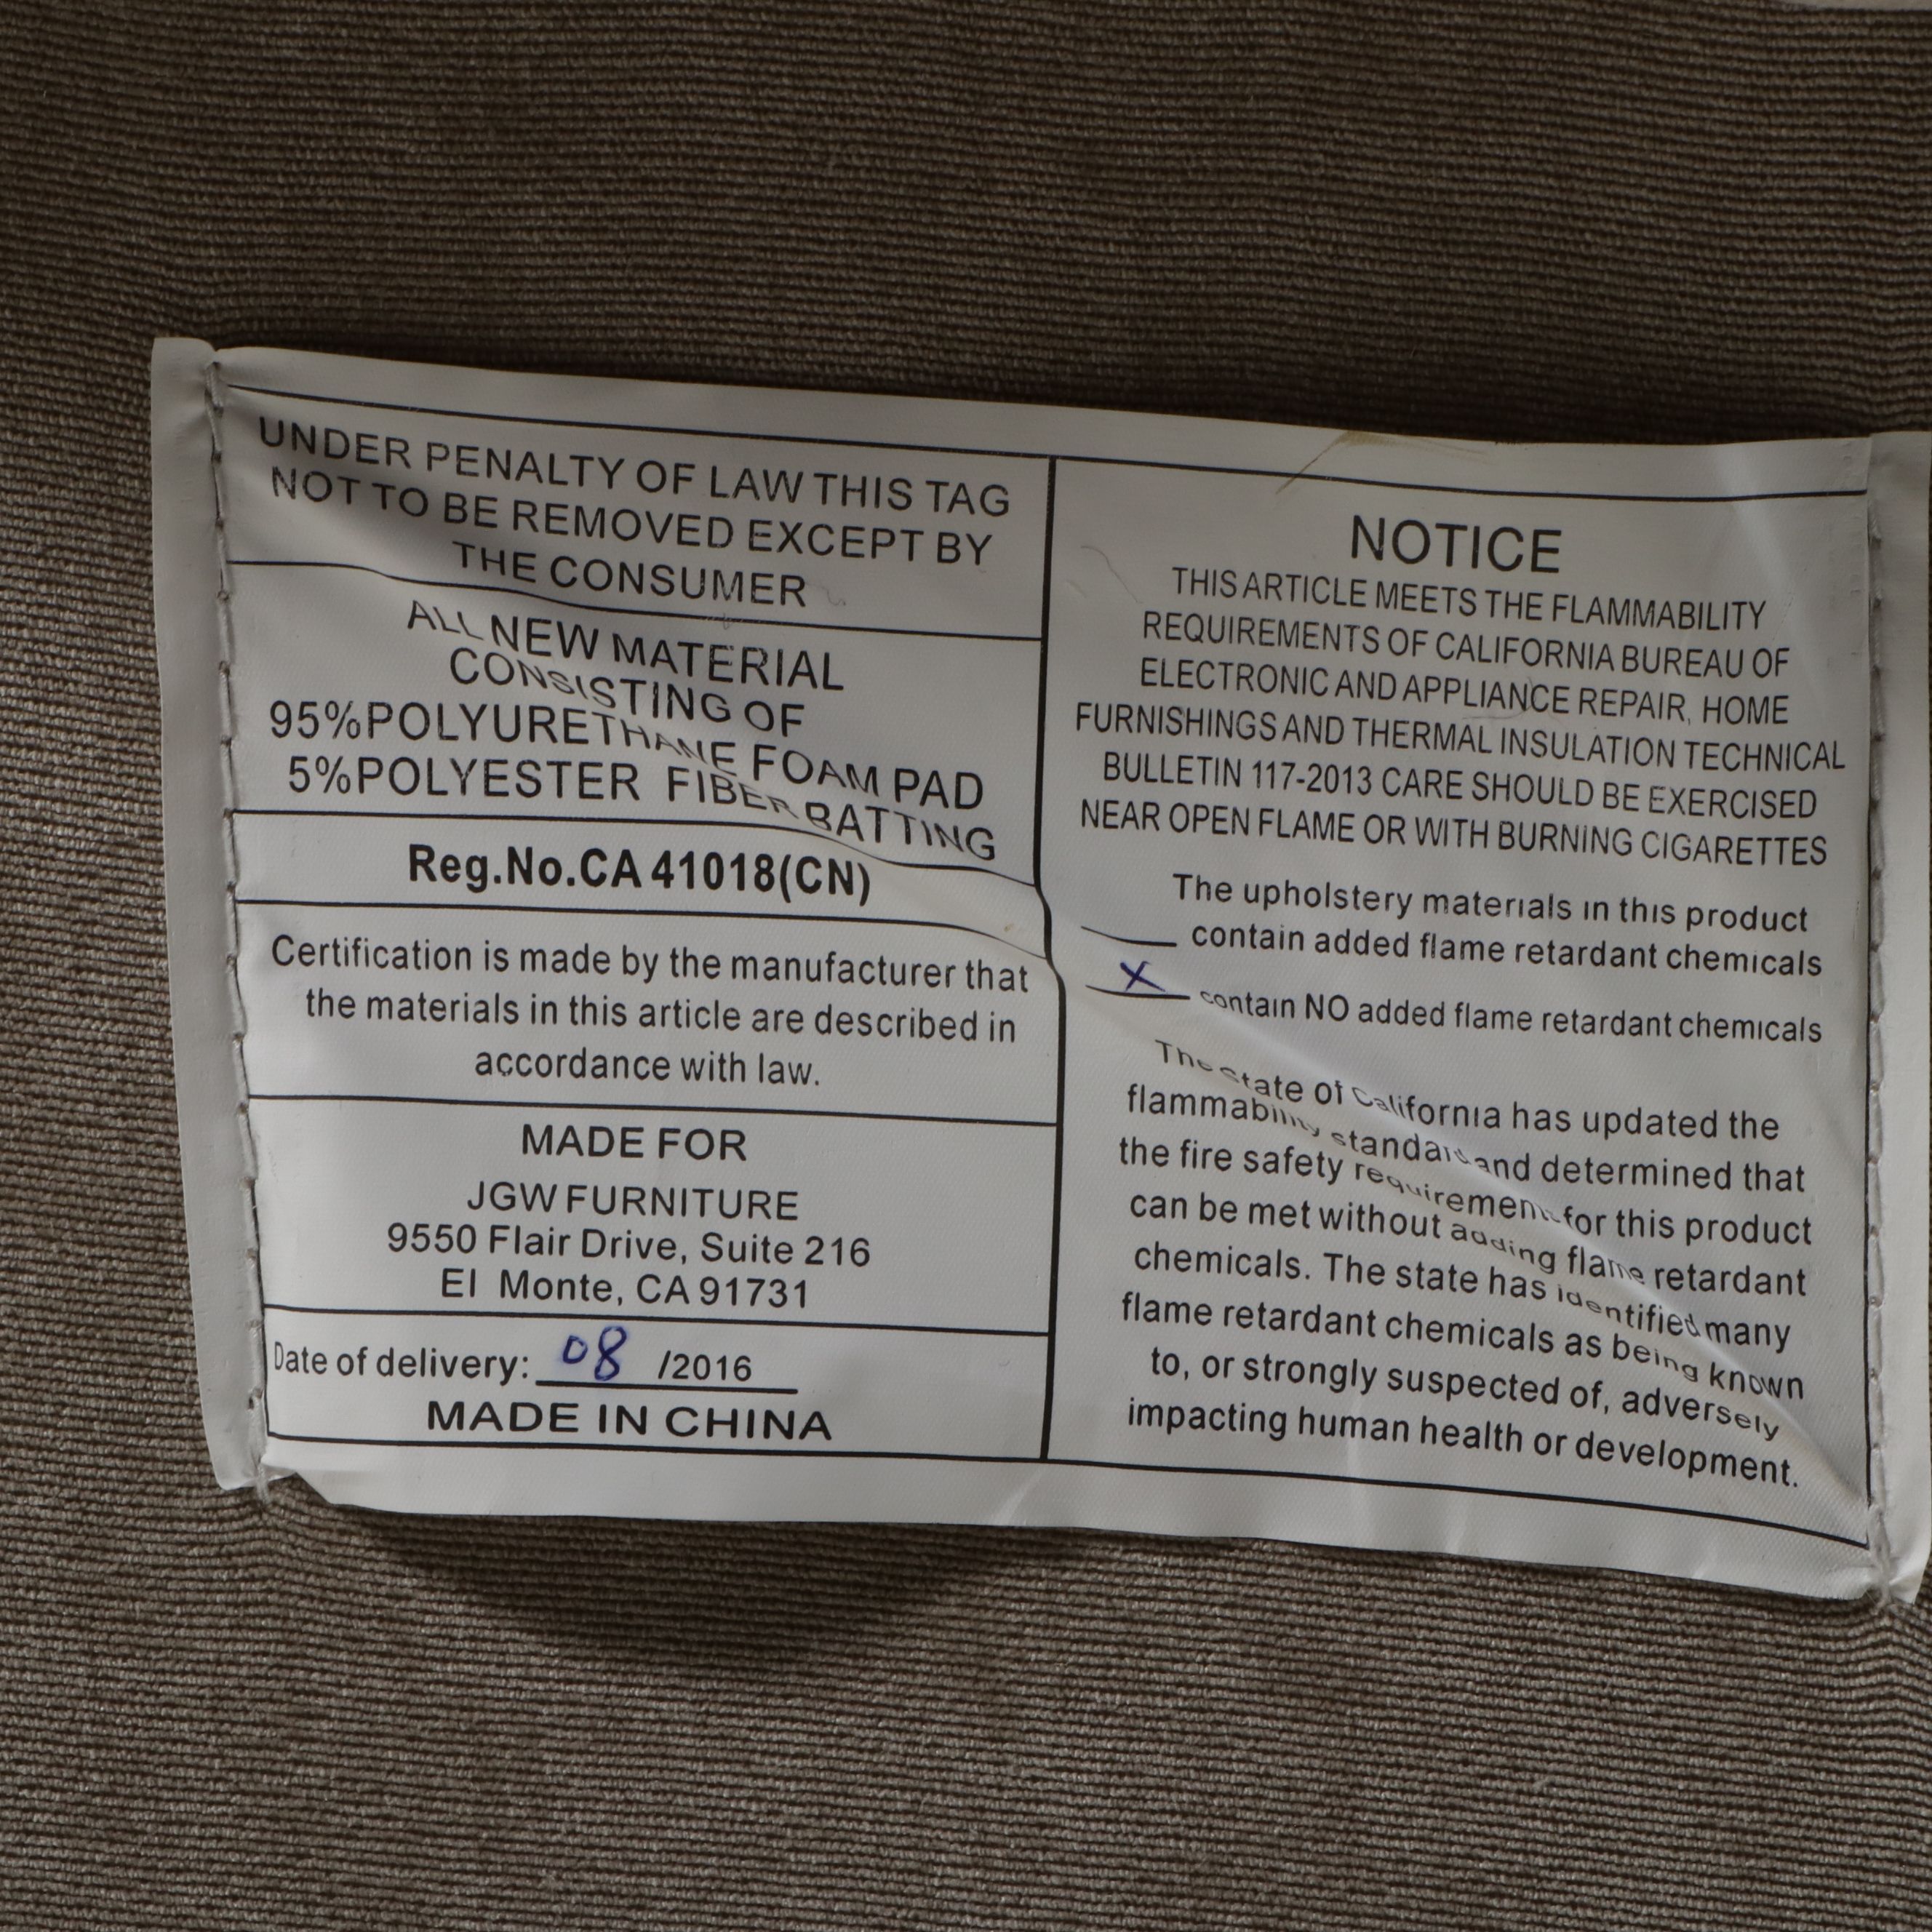 UNDER PENALTY OF LAW THIS TAG
NOT TO BE REMOVED EXCEPT BY
THE CONSUMER
ALL NEW MATERIAL
CONSISTING OF
95%POLYURETHANE FOAM PAD
5%POLYESTER FIBER BATTING
Reg.No.CA 41018(CN)
Certification is made by the manufacturer that
the materials in this article are described in
accordance with law.
MADE FOR
JGW FURNITURE
9550 Flair Drive, Suite 216
El Monte, CA 91731
Date of delivery: 08 /2016
MADE IN CHINA
NOTICE
THIS ARTICLE MEETS THE FLAMMABILITY
REQUIREMENTS OF CALIFORNIA BUREAU OF
ELECTRONIC AND APPLIANCE REPAIR, HOME
FURNISHINGS AND THERMAL INSULATION TECHNICAL
BULLETIN 117-2013 CARE SHOULD BE EXERCISED
NEAR OPEN FLAME OR WITH BURNING CIGARETTES
The upholstery materials in this product
___ contain added flame retardant chemicals
X contain NO added flame retardant chemicals
The state of California has updated the
flammability standard and determined that
the fire safety requirements for this product
can be met without adding flame retardant
chemicals. The state has identified many
flame retardant chemicals as being known
to, or strongly suspected of, adversely
impacting human health or development.